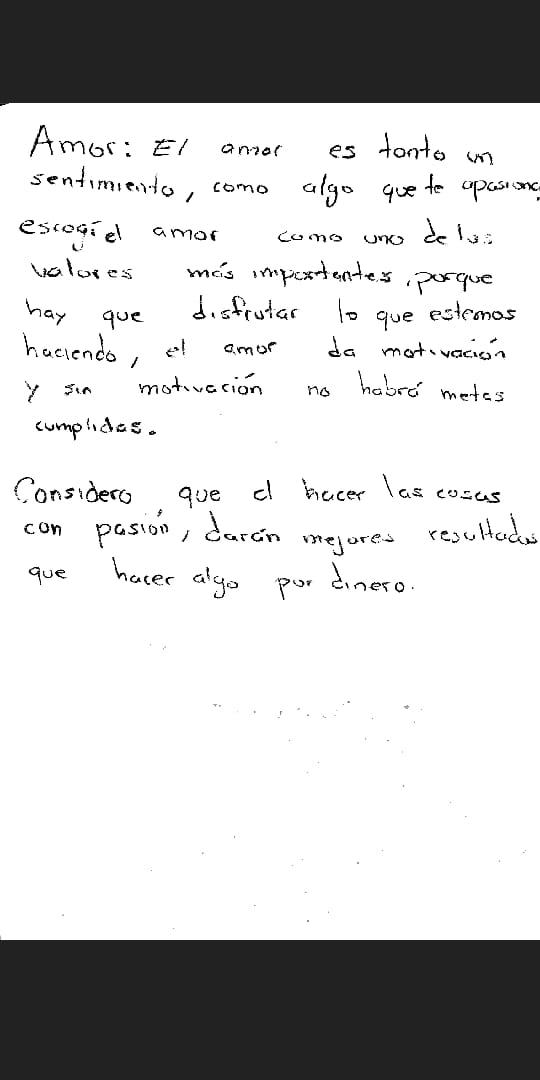 Amor: El amor es tanto un
sentimiento, como algo que te apasiona,
escogí el amor como uno de los
valores más importantes, porque
hay que disfrutar lo que estemos
haciendo, el amor da motivación
y sin motivación no habrá metas
cumplidas.
Considero, que el hacer las cosas
con pasión, darán mejores resultados
que hacer algo por dinero.